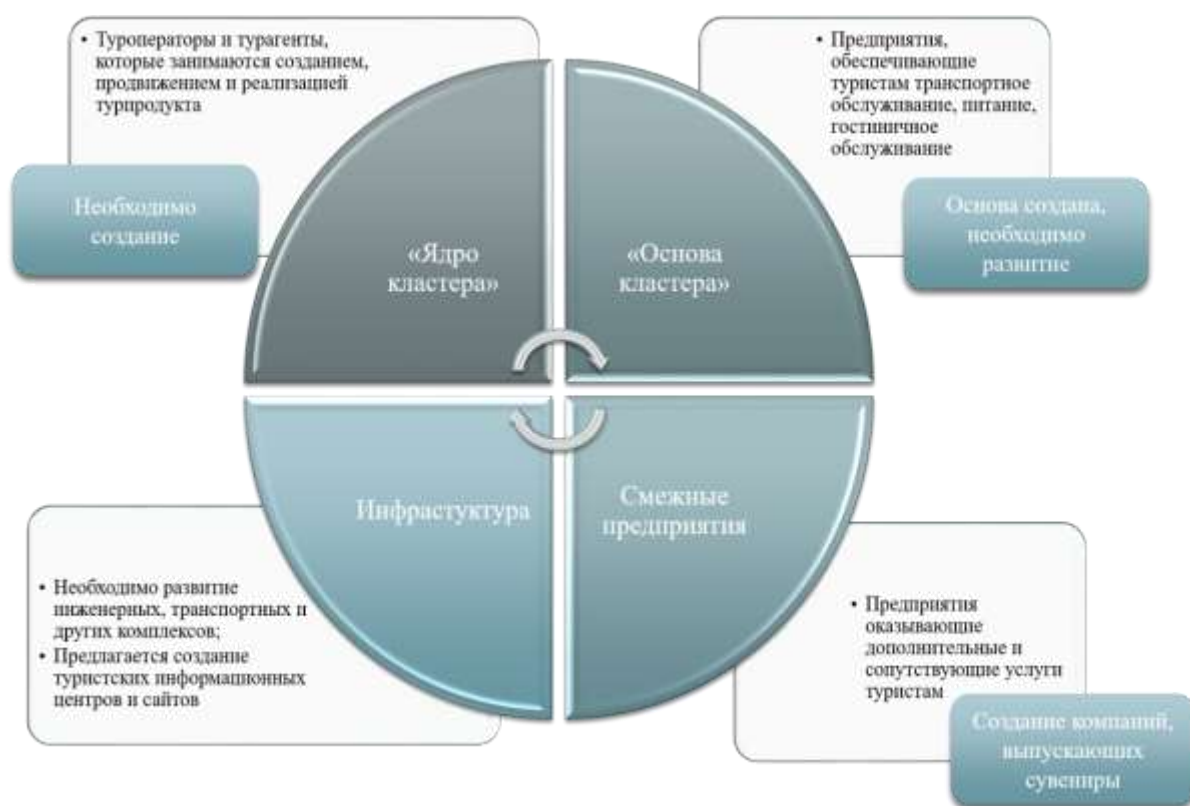 • Туроператоры и турагенты,
которые занимаются созданием,
продвижением и реализацией
турпродукта
Необходимо
создание
«Ядро
кластера»
• Предприятия,
обеспечивающие
туристам транспортное
обслуживание, питание,
гостиничное
обслуживание
Основа создана,
необходимо
развитие
«Основа
кластера»
Инфрастуктура
• Необходимо развитие
инженерных, транспортных и
других комплексов;
• Предлагается создание
туристских информационных
центров и сайтов
Смежные
предприятия
• Предприятия
оказывающие
дополнительные и
сопутствующие услуги
туристам
Создание компаний,
выпускающих
сувениры